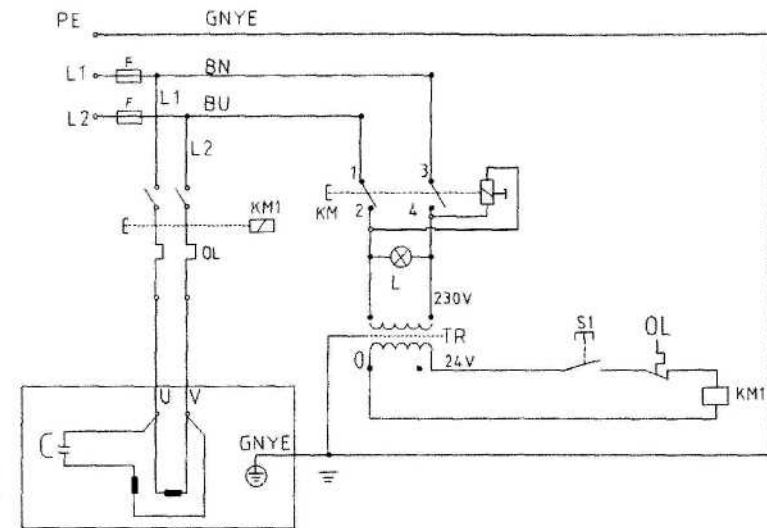 PE GNYE
L1 F BN
L1
L2 F BU
L2
1 3
E KM 2 4
E KM1
OL
L
230V
TR
S1 OL
0 24V
KM1
U V
C
GNYE